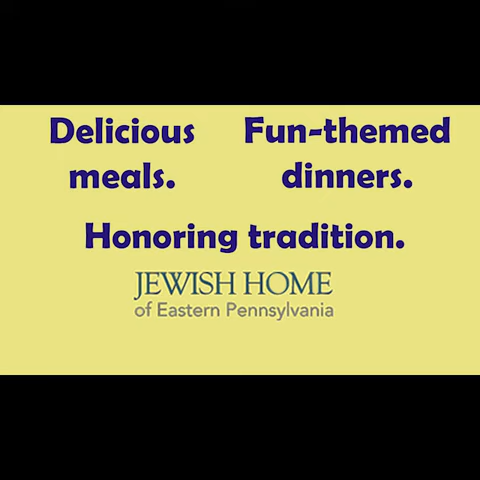 Delicious meals.
Fun-themed dinners.
Honoring tradition.
JEWISH HOME
of Eastern Pennsylvania